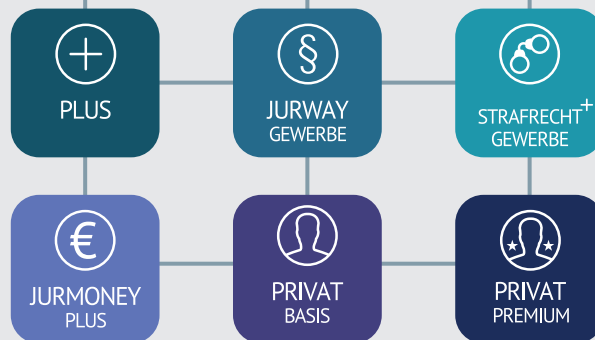 PLUS
§
JURWAY
GEWERBE
STRAFRECHT+
GEWERBE
€
JURMONEY
PLUS
PRIVAT
BASIS
PRIVAT
PREMIUM